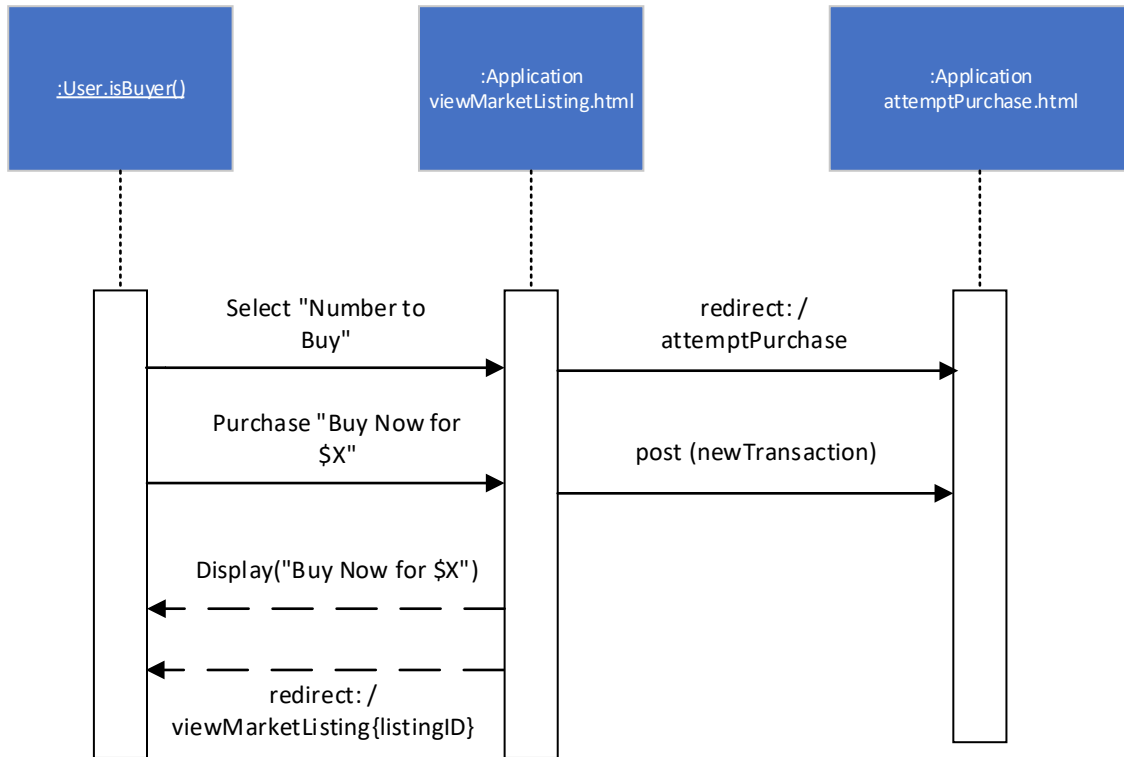 :User.isBuyer()
:Application
viewMarketListing.html
:Application
attemptPurchase.html
Select "Number to
Buy"
redirect: /
attemptPurchase
Purchase "Buy Now for
$X"
post (newTransaction)
Display("Buy Now for $X")
redirect: /
viewMarketListing{listingID}